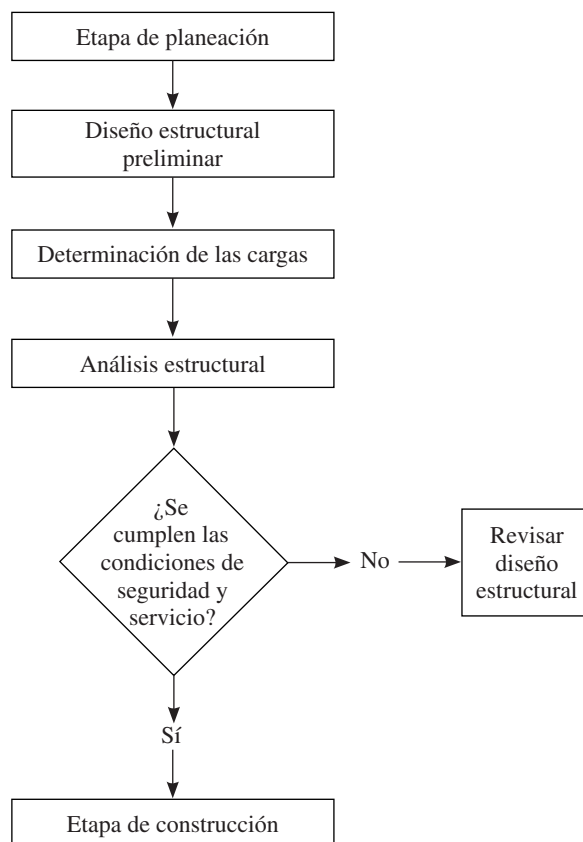 Etapa de planeación
Diseño estructural
preliminar
Determinación de las cargas
Análisis estructural
¿Se
cumplen las
condiciones de
seguridad y
servicio?
No
Revisar
diseño
estructural
Sí
Etapa de construcción